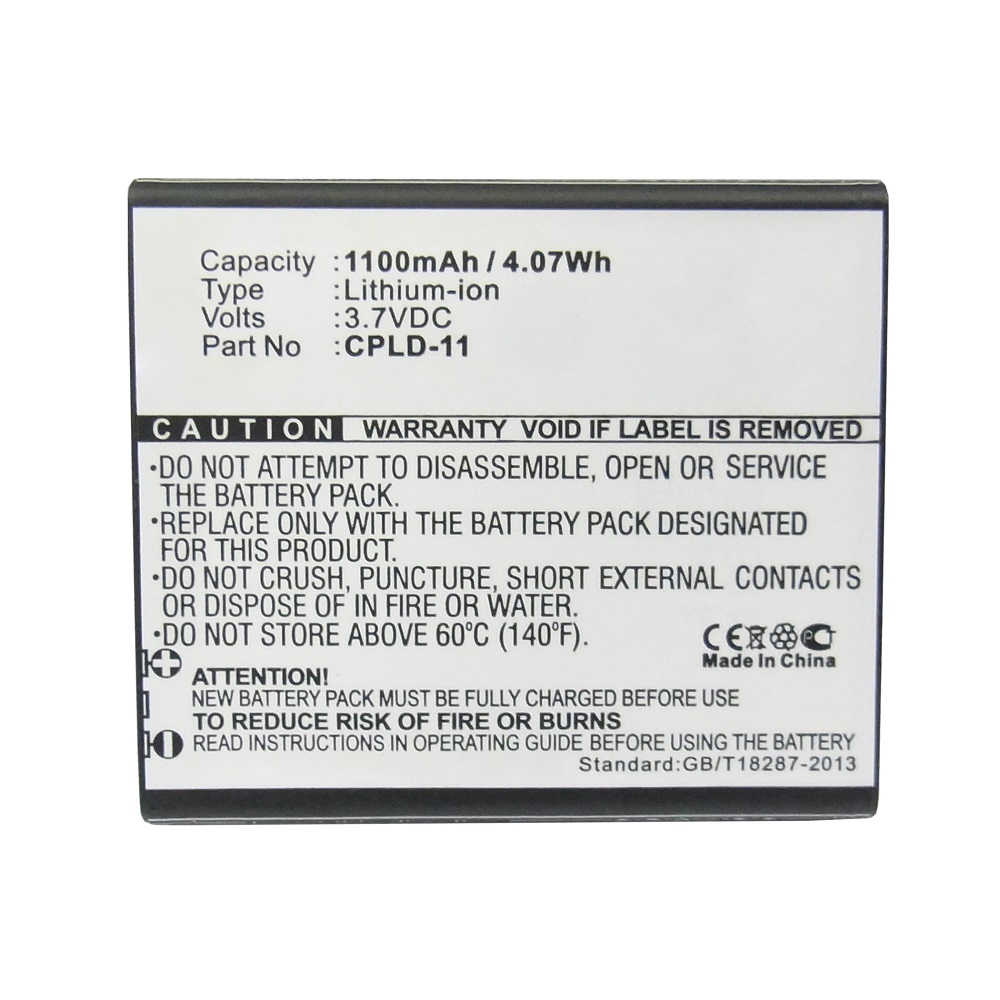 Capacity :1100mAh / 4.07Wh
Type :Lithium-ion
Volts :3.7VDC
Part No :CPLD-11
CAUTION WARRANTY VOID IF LABEL IS REMOVED
•DO NOT ATTEMPT TO DISASSEMBLE, OPEN OR SERVICE
THE BATTERY PACK.
•REPLACE ONLY WITH THE BATTERY PACK DESIGNATED
FOR THIS PRODUCT.
•DO NOT CRUSH, PUNCTURE, SHORT EXTERNAL CONTACTS
OR DISPOSE OF IN FIRE OR WATER.
•DO NOT STORE ABOVE 60°C (140°F).
CE PCT
Made In China
ATTENTION!
NEW BATTERY PACK MUST BE FULLY CHARGED BEFORE USE
TO REDUCE RISK OF FIRE OR BURNS
READ INSTRUCTIONS IN OPERATING GUIDE BEFORE USING THE BATTERY
Standard:GB/T18287-2013